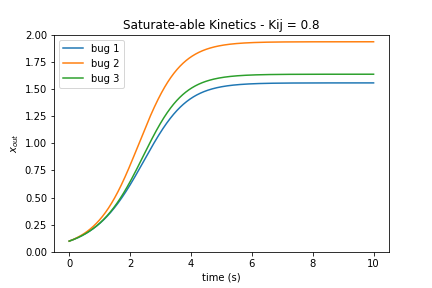 Saturate-able Kinetics - Kij = 0.8
bug 1
bug 2
bug 3
2.00
1.75
1.50
1.25
1.00
0.75
0.50
0.25
0.00
x_out
0 2 4 6 8 10
time (s)